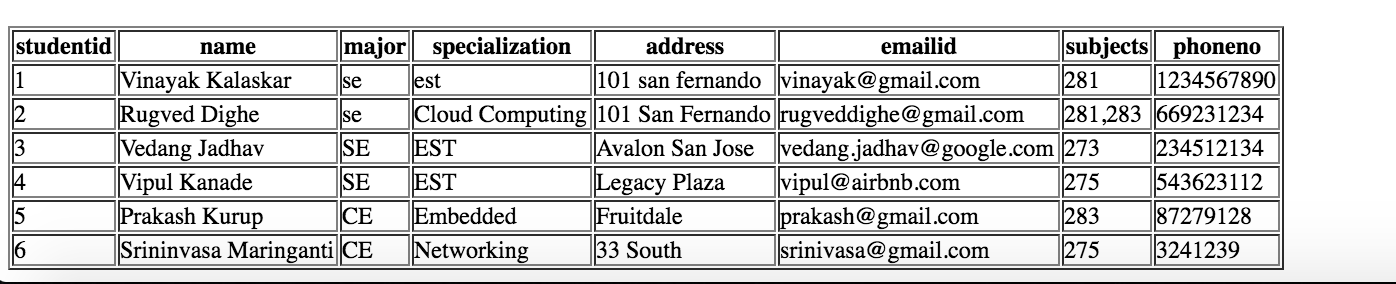 studentid name major specialization address emailid subjects phoneno
1 Vinayak Kalaskar se est 101 san fernando vinayak@gmail.com 281 1234567890
2 Rugved Dighe se Cloud Computing 101 San Fernando rugveddighe@gmail.com 281,283 669231234
3 Vedang Jadhav SE EST Avalon San Jose vedang.jadhav@google.com 273 234512134
4 Vipul Kanade SE EST Legacy Plaza vipul@airbnb.com 275 543623112
5 Prakash Kurup CE Embedded Fruitdale prakash@gmail.com 283 87279128
6 Srininvasa Maringanti CE Networking 33 South srinivasa@gmail.com 275 3241239